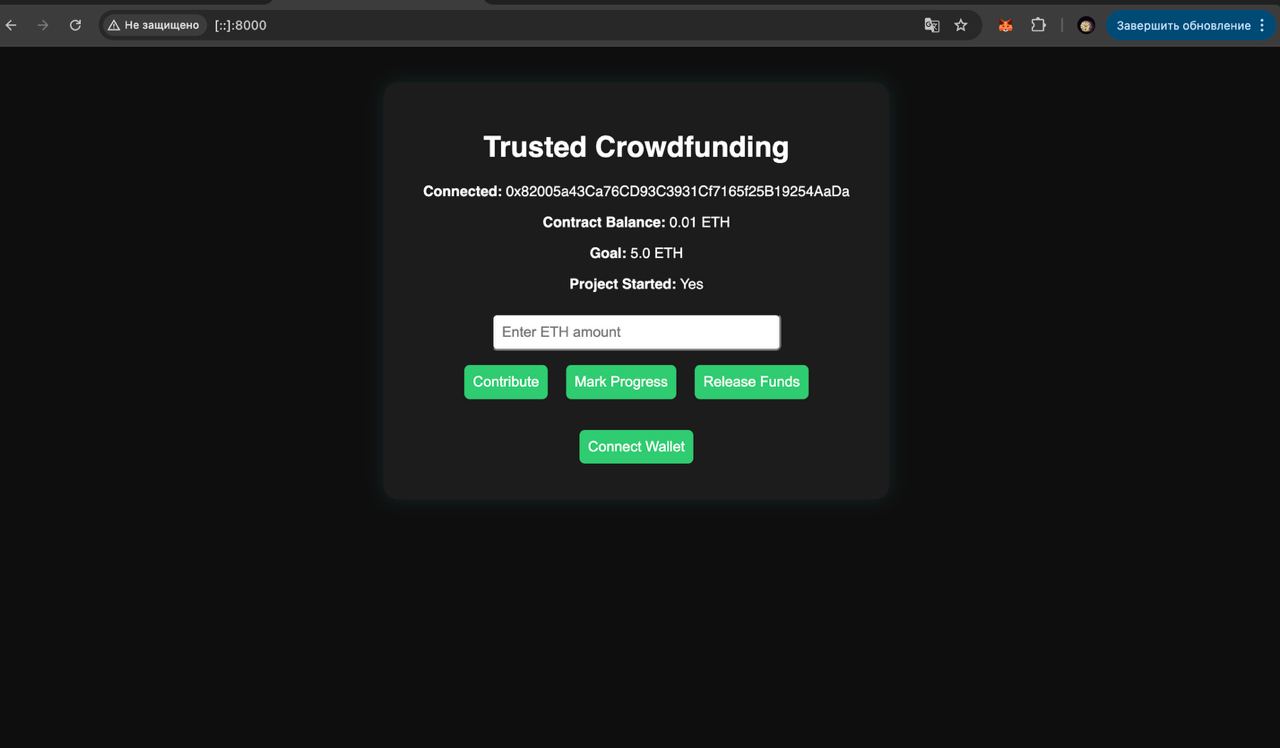 Не защищено [::]:8000 Завершить обновление
Trusted Crowdfunding
Connected: 0x82005a43Ca76CD93C3931Cf7165f25B19254AaDa
Contract Balance: 0.01 ETH
Goal: 5.0 ETH
Project Started: Yes
Enter ETH amount
Contribute Mark Progress Release Funds
Connect Wallet